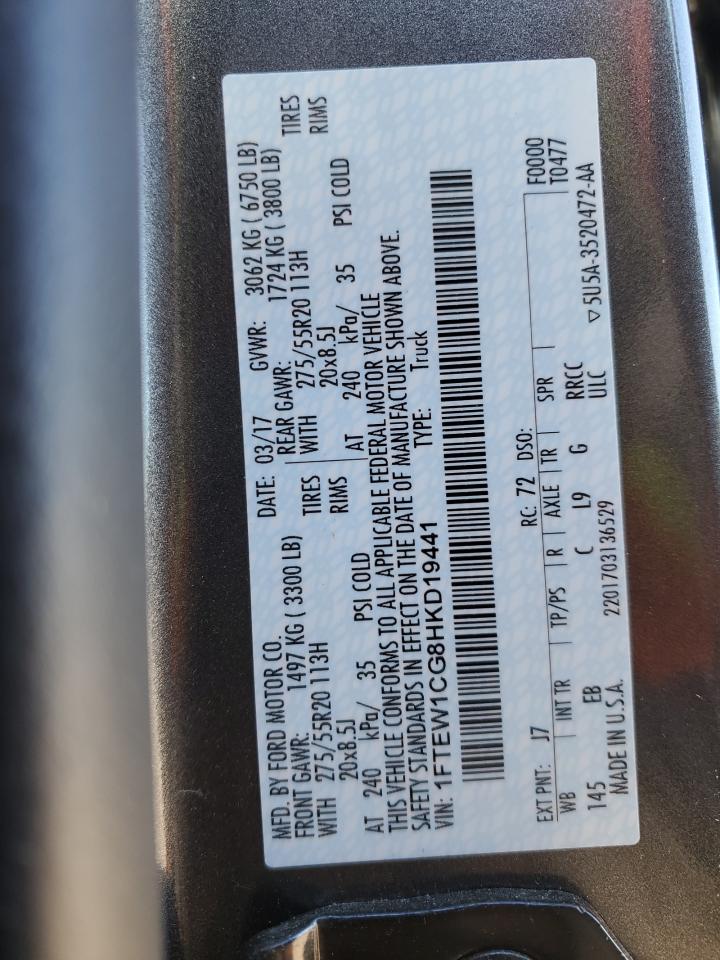 MFD. BY FORD MOTOR CO. DATE: 03/17 GVWR: 3062 KG ( 6750 LB)
FRONT GAWR: 1497 KG ( 3300 LB) REAR GAWR: 1724 KG ( 3800 LB)
WITH 275/55R20 113H TIRES WITH 275/55R20 113H TIRES
20x8.5J RIMS 20x8.5J RIMS
AT 240 kPa/ 35 PSI COLD AT 240 kPa/ 35 PSI COLD
THIS VEHICLE CONFORMS TO ALL APPLICABLE FEDERAL MOTOR VEHICLE
SAFETY STANDARDS IN EFFECT ON THE DATE OF MANUFACTURE SHOWN ABOVE.
VIN: 1FTEW1CG8HKD19441 TYPE: Truck
EXT PNT: J7 RC: 72 DSO: F0000
WB INT TR TP/PS R AXLE TR SPR T0477
145 EB C L9 G RRCC
ULC
MADE IN U.S.A. 2201703136529 ▽5U5A-3520472-AA